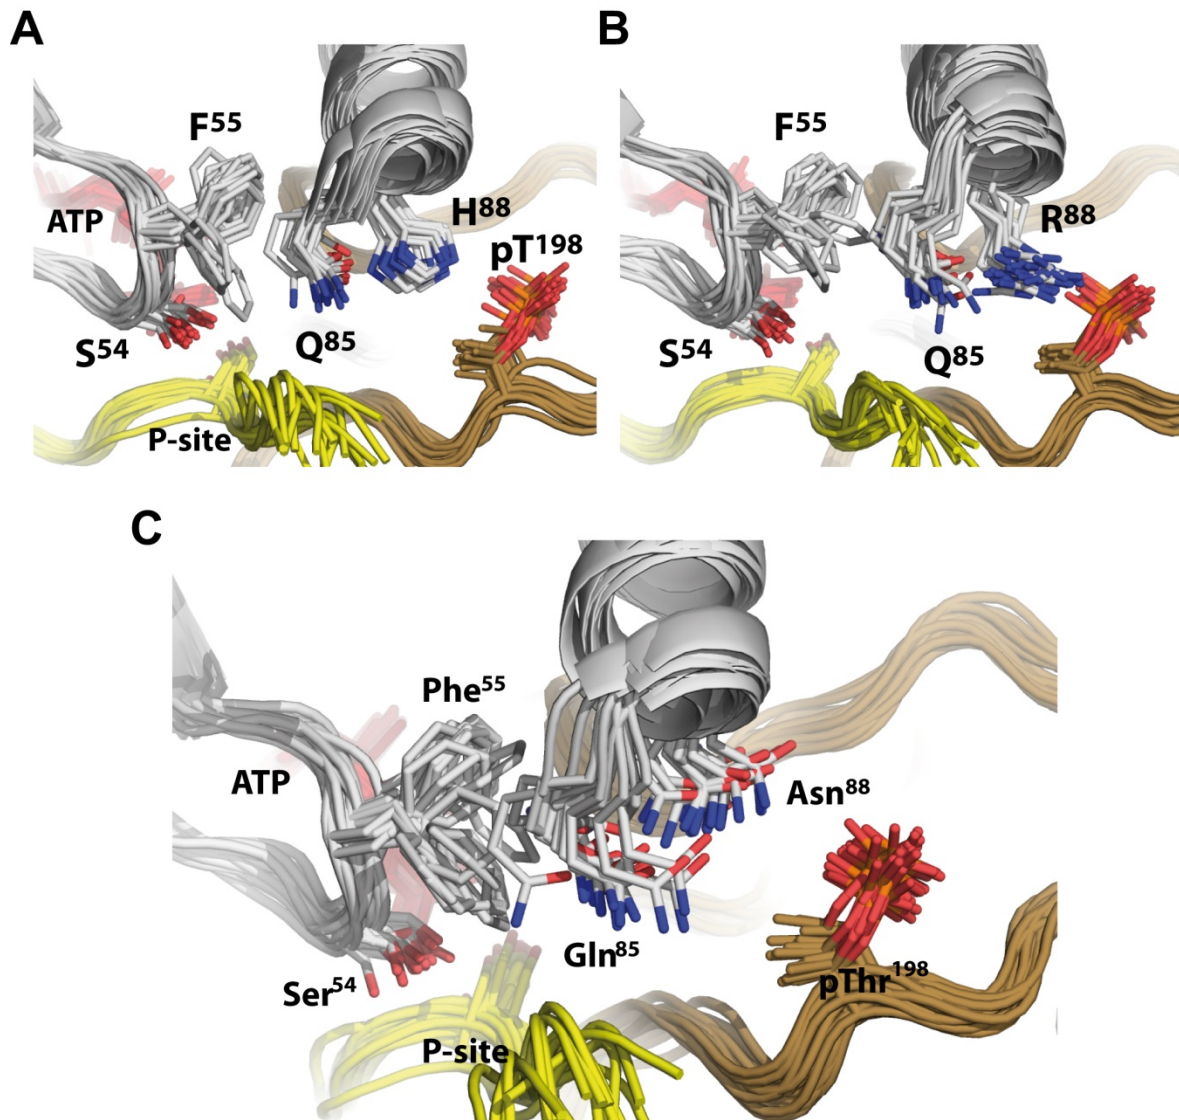 A
F⁵⁵
ATP
H⁸⁸
pT¹⁹⁸
S⁵⁴
Q⁸⁵
P-site
B
F⁵⁵
R⁸⁸
S⁵⁴
Q⁸⁵
C
Phe⁵⁵
ATP
Asn⁸⁸
Gln⁸⁵
Ser⁵⁴
pThr¹⁹⁸
P-site